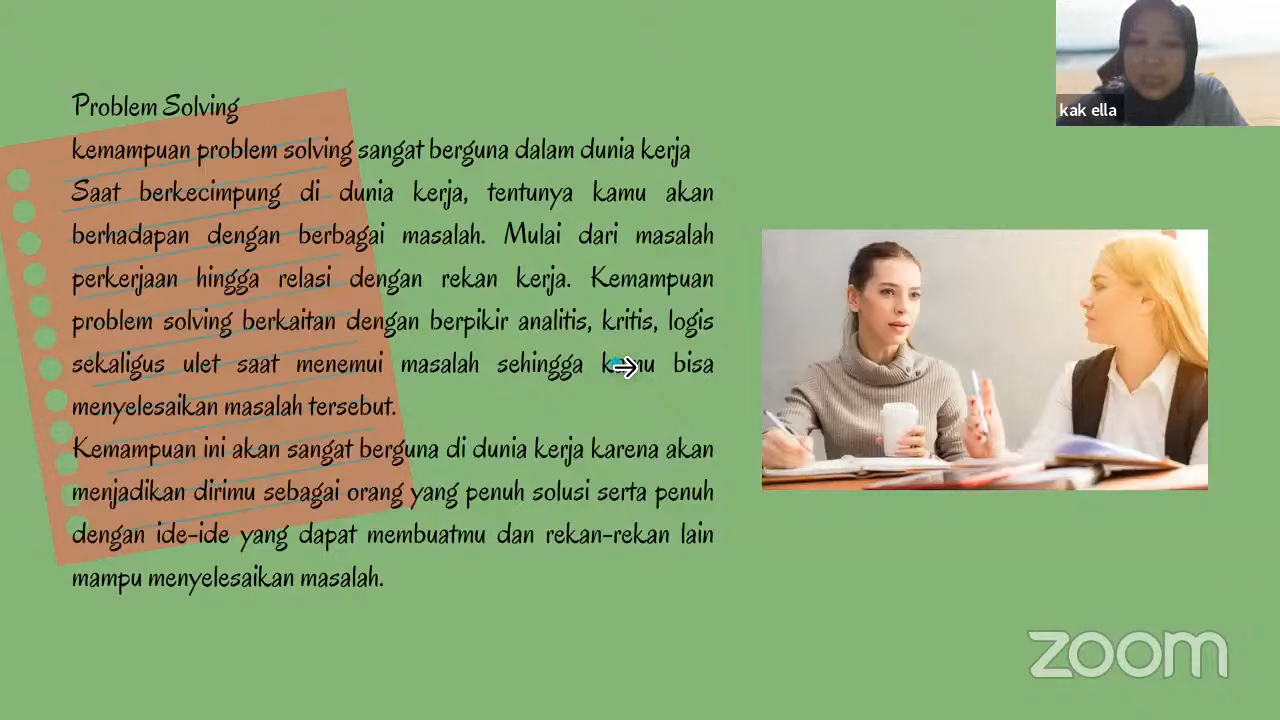 Problem Solving
kemampuan problem solving sangat berguna dalam dunia kerja
Saat berkecimpung di dunia kerja, tentunya kamu akan
berhadapan dengan berbagai masalah. Mulai dari masalah
perkerjaan hingga relasi dengan rekan kerja. Kemampuan
problem solving berkaitan dengan berpikir analitis, kritis, logis
sekaligus ulet saat menemui masalah sehingga kamu bisa
menyelesaikan masalah tersebut.
Kemampuan ini akan sangat berguna di dunia kerja karena akan
menjadikan dirimu sebagai orang yang penuh solusi serta penuh
dengan ide-ide yang dapat membuatmu dan rekan-rekan lain
mampu menyelesaikan masalah.
kak ella
zoom